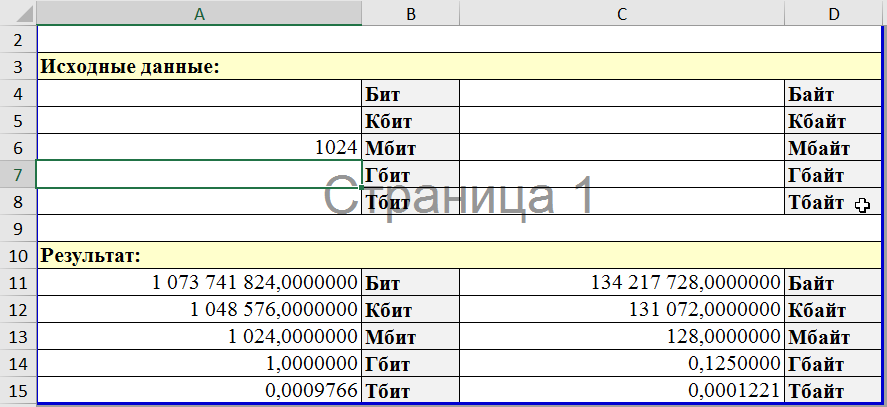 A B C D
2
3 Исходные данные:
4 Бит Байт
5 Кбит Кбайт
6 1024 Мбит Мбайт
7 Гбит Гбайт
Страница 1
8 Тбит Тбайт
9
10 Результат:
11 1 073 741 824,0000000 Бит 134 217 728,0000000 Байт
12 1 048 576,0000000 Кбит 131 072,0000000 Кбайт
13 1 024,0000000 Мбит 128,0000000 Мбайт
14 1,0000000 Гбит 0,1250000 Гбайт
15 0,0009766 Тбит 0,0001221 Тбайт